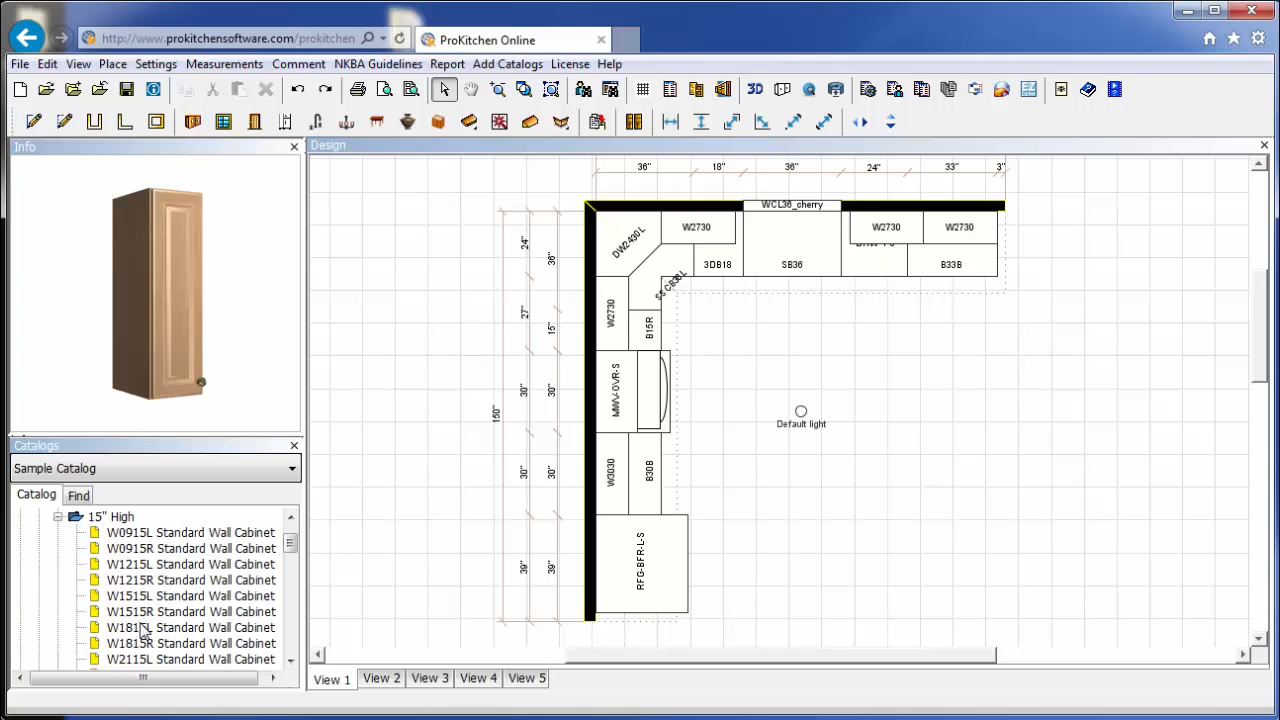 http://www.prokitchensoftware.com/prokitchen
ProKitchen Online
File Edit View Place Settings Measurements Comment NKBA Guidelines Report Add Catalogs License Help
3D
EZ
Info
Design
36" 18" 36" 24" 33" 3"
WCL36_cherry
DW2430L
W2730
W2730
W2730
3DB18
SB36
B33B
24"
36"
27"
15"
150"
30"
30"
30"
30"
39"
39"
W2730
B15R
W3030
B30B
RFG-BFR-L-S
Default light
Catalogs
Sample Catalog
Catalog Find
15" High
W0915L Standard Wall Cabinet
W0915R Standard Wall Cabinet
W1215L Standard Wall Cabinet
W1215R Standard Wall Cabinet
W1515L Standard Wall Cabinet
W1515R Standard Wall Cabinet
W1815L Standard Wall Cabinet
W1815R Standard Wall Cabinet
W2115L Standard Wall Cabinet
View 1 View 2 View 3 View 4 View 5